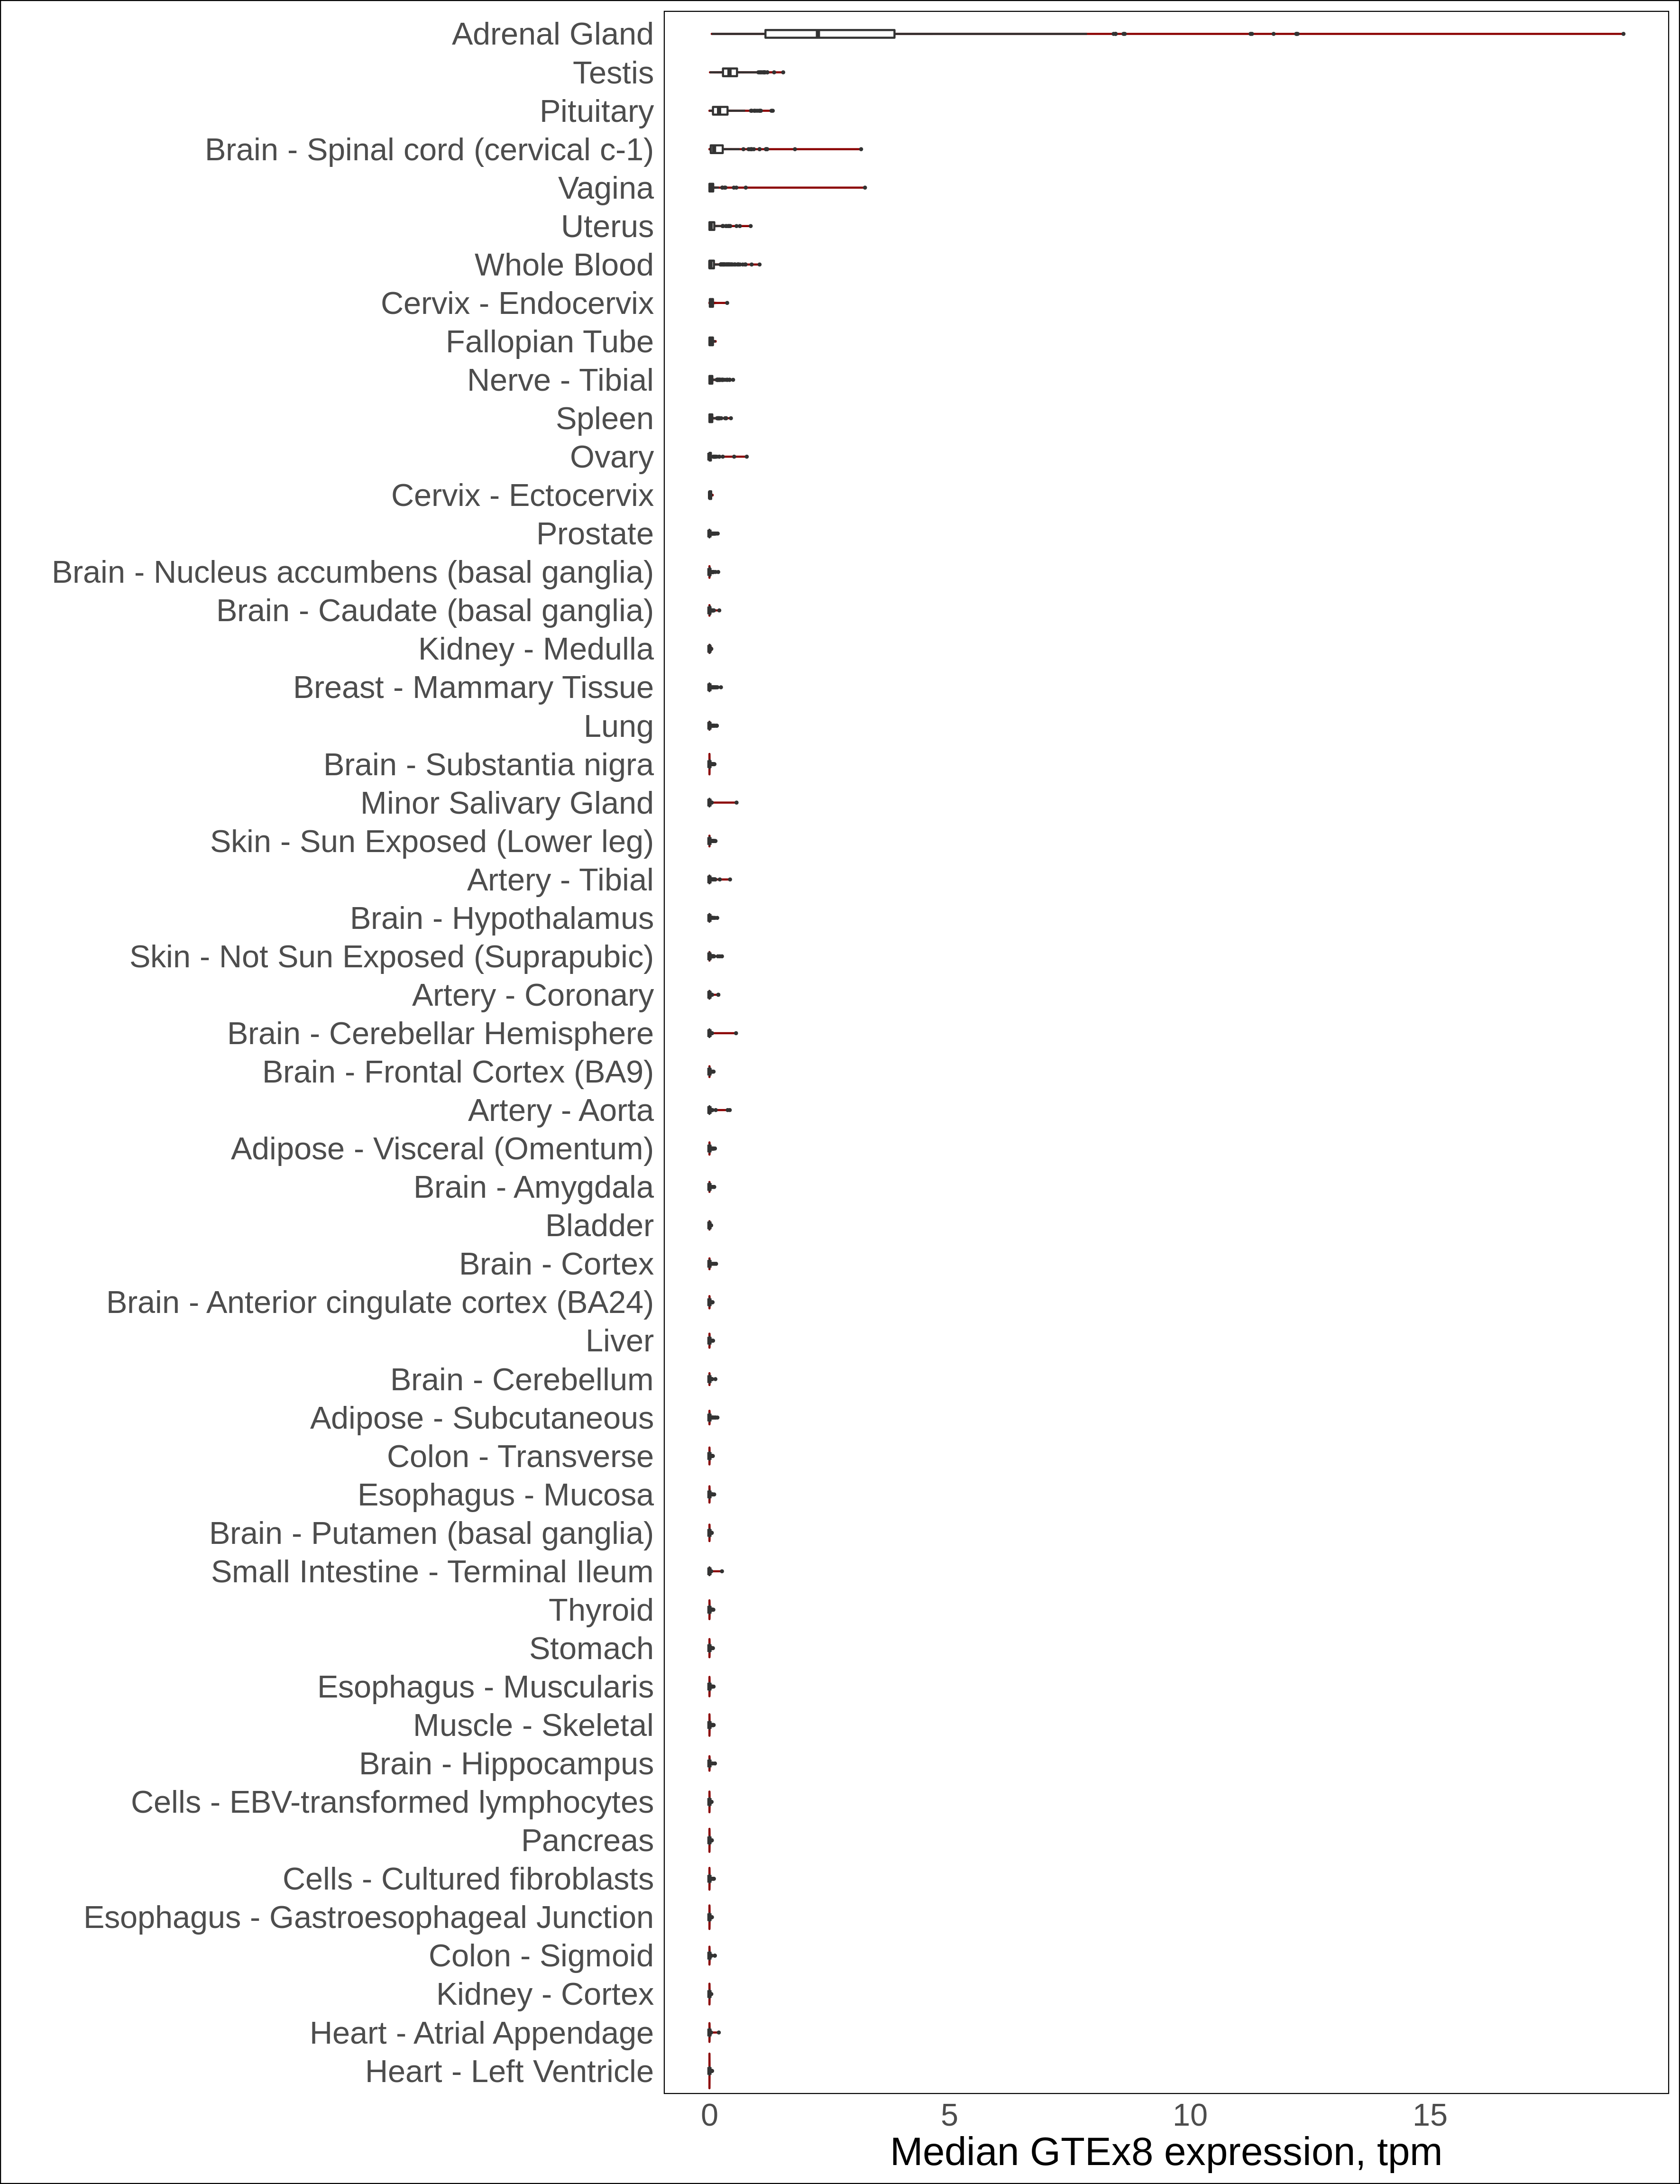 Adrenal Gland
Testis
Pituitary
Brain - Spinal cord (cervical c-1)
Vagina
Uterus
Whole Blood
Cervix - Endocervix
Fallopian Tube
Nerve - Tibial
Spleen
Ovary
Cervix - Ectocervix
Prostate
Brain - Nucleus accumbens (basal ganglia)
Brain - Caudate (basal ganglia)
Kidney - Medulla
Breast - Mammary Tissue
Lung
Brain - Substantia nigra
Minor Salivary Gland
Skin - Sun Exposed (Lower leg)
Artery - Tibial
Brain - Hypothalamus
Skin - Not Sun Exposed (Suprapubic)
Artery - Coronary
Brain - Cerebellar Hemisphere
Brain - Frontal Cortex (BA9)
Artery - Aorta
Adipose - Visceral (Omentum)
Brain - Amygdala
Bladder
Brain - Cortex
Brain - Anterior cingulate cortex (BA24)
Liver
Brain - Cerebellum
Adipose - Subcutaneous
Colon - Transverse
Esophagus - Mucosa
Brain - Putamen (basal ganglia)
Small Intestine - Terminal Ileum
Thyroid
Stomach
Esophagus - Muscularis
Muscle - Skeletal
Brain - Hippocampus
Cells - EBV-transformed lymphocytes
Pancreas
Cells - Cultured fibroblasts
Esophagus - Gastroesophageal Junction
Colon - Sigmoid
Kidney - Cortex
Heart - Atrial Appendage
Heart - Left Ventricle
0 5 10 15
Median GTEx8 expression, tpm